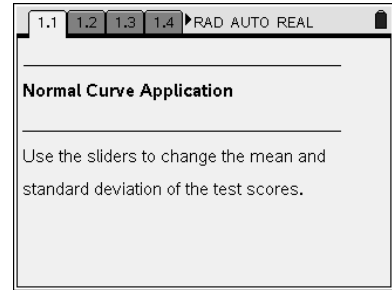 1.1 1.2 1.3 1.4 RAD AUTO REAL
Normal Curve Application
Use the sliders to change the mean and
standard deviation of the test scores.